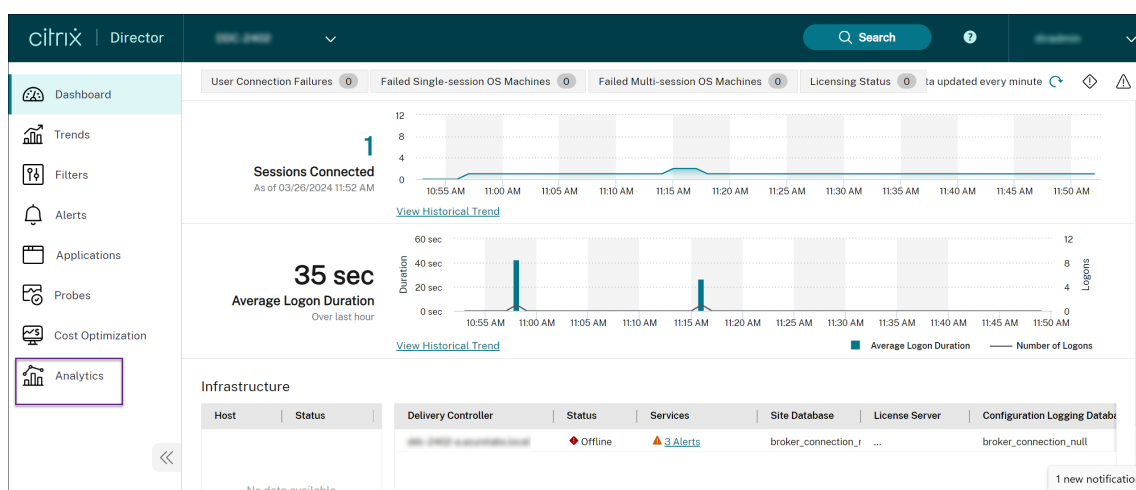 citrix | Director
Search
?
User Connection Failures 0 Failed Single-session OS Machines 0 Failed Multi-session OS Machines 0 Licensing Status 0 ta updated every minute
Dashboard
Trends
Filters
Alerts
Applications
Probes
Cost Optimization
Analytics
1
Sessions Connected
As of 03/26/2024 11:52 AM
12
8
4
0
10:55 AM 11:00 AM 11:05 AM 11:10 AM 11:15 AM 11:20 AM 11:25 AM 11:30 AM 11:35 AM 11:40 AM 11:45 AM 11:50 AM
View Historical Trend
35 sec
Average Logon Duration
Over last hour
Duration
60 sec
40 sec
20 sec
0 sec
12
8
4
0
Logons
10:55 AM 11:00 AM 11:05 AM 11:10 AM 11:15 AM 11:20 AM 11:25 AM 11:30 AM 11:35 AM 11:40 AM 11:45 AM 11:50 AM
View Historical Trend
Average Logon Duration Number of Logons
Infrastructure
Host Status
Delivery Controller Status Services Site Database License Server Configuration Logging Databa
Offline 3 Alerts broker_connection_r ... broker_connection_null
No data available
1 new notificatio